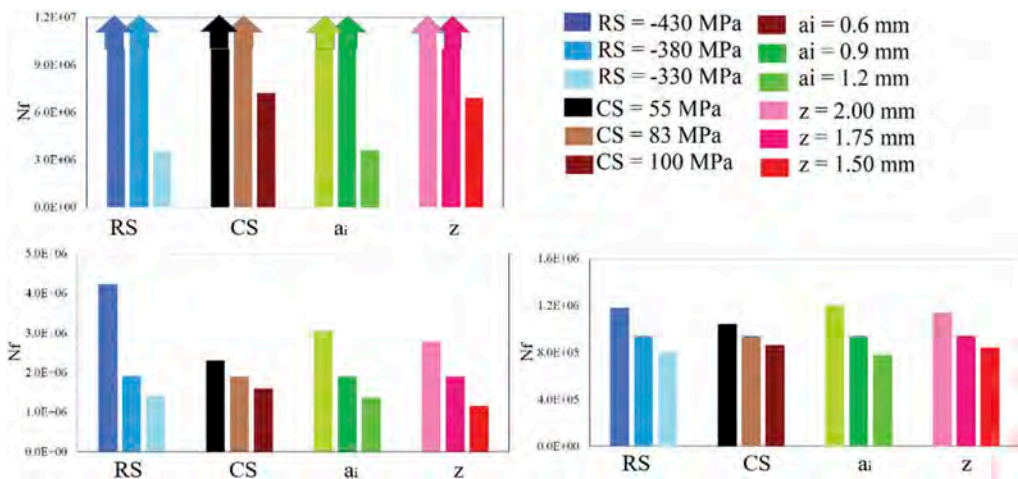 1.2E+07
9.0E+06
6.0E+06
3.0E+06
0.0E+00
Nf
RS CS ai z
RS = -430 MPa
RS = -380 MPa
RS = -330 MPa
CS = 55 MPa
CS = 83 MPa
CS = 100 MPa
ai = 0.6 mm
ai = 0.9 mm
ai = 1.2 mm
z = 2.00 mm
z = 1.75 mm
z = 1.50 mm
5.0E+06
4.0E+06
3.0E+06
2.0E+06
1.0E+06
0.0E+00
Nf
RS CS ai z
1.6E+06
1.2E+06
8.0E+05
4.0E+05
0.0E+00
Nf
RS CS ai z